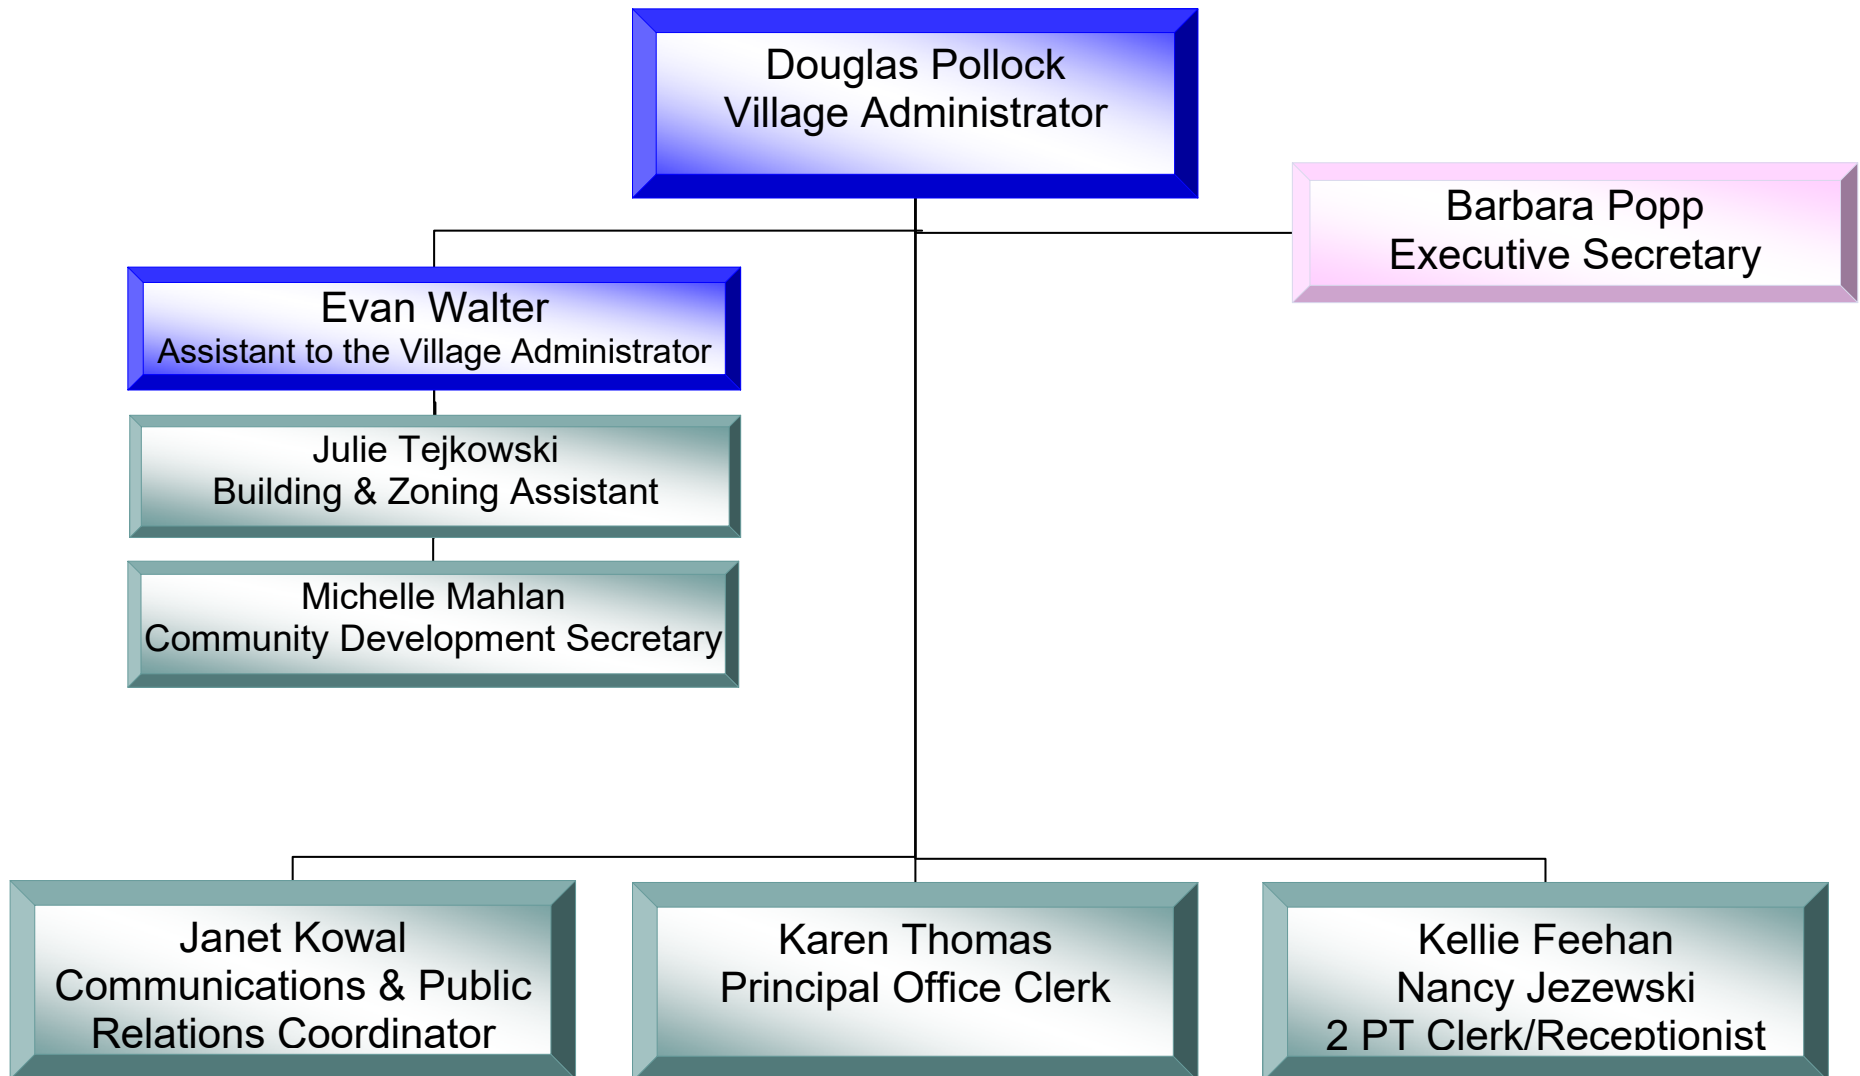 Douglas Pollock
Village Administrator
Barbara Popp
Executive Secretary
Evan Walter
Assistant to the Village Administrator
Julie Tejkowski
Building & Zoning Assistant
Michelle Mahlan
Community Development Secretary
Janet Kowal
Communications & Public
Relations Coordinator
Karen Thomas
Principal Office Clerk
Kellie Feehan
Nancy Jezewski
2 PT Clerk/Receptionist